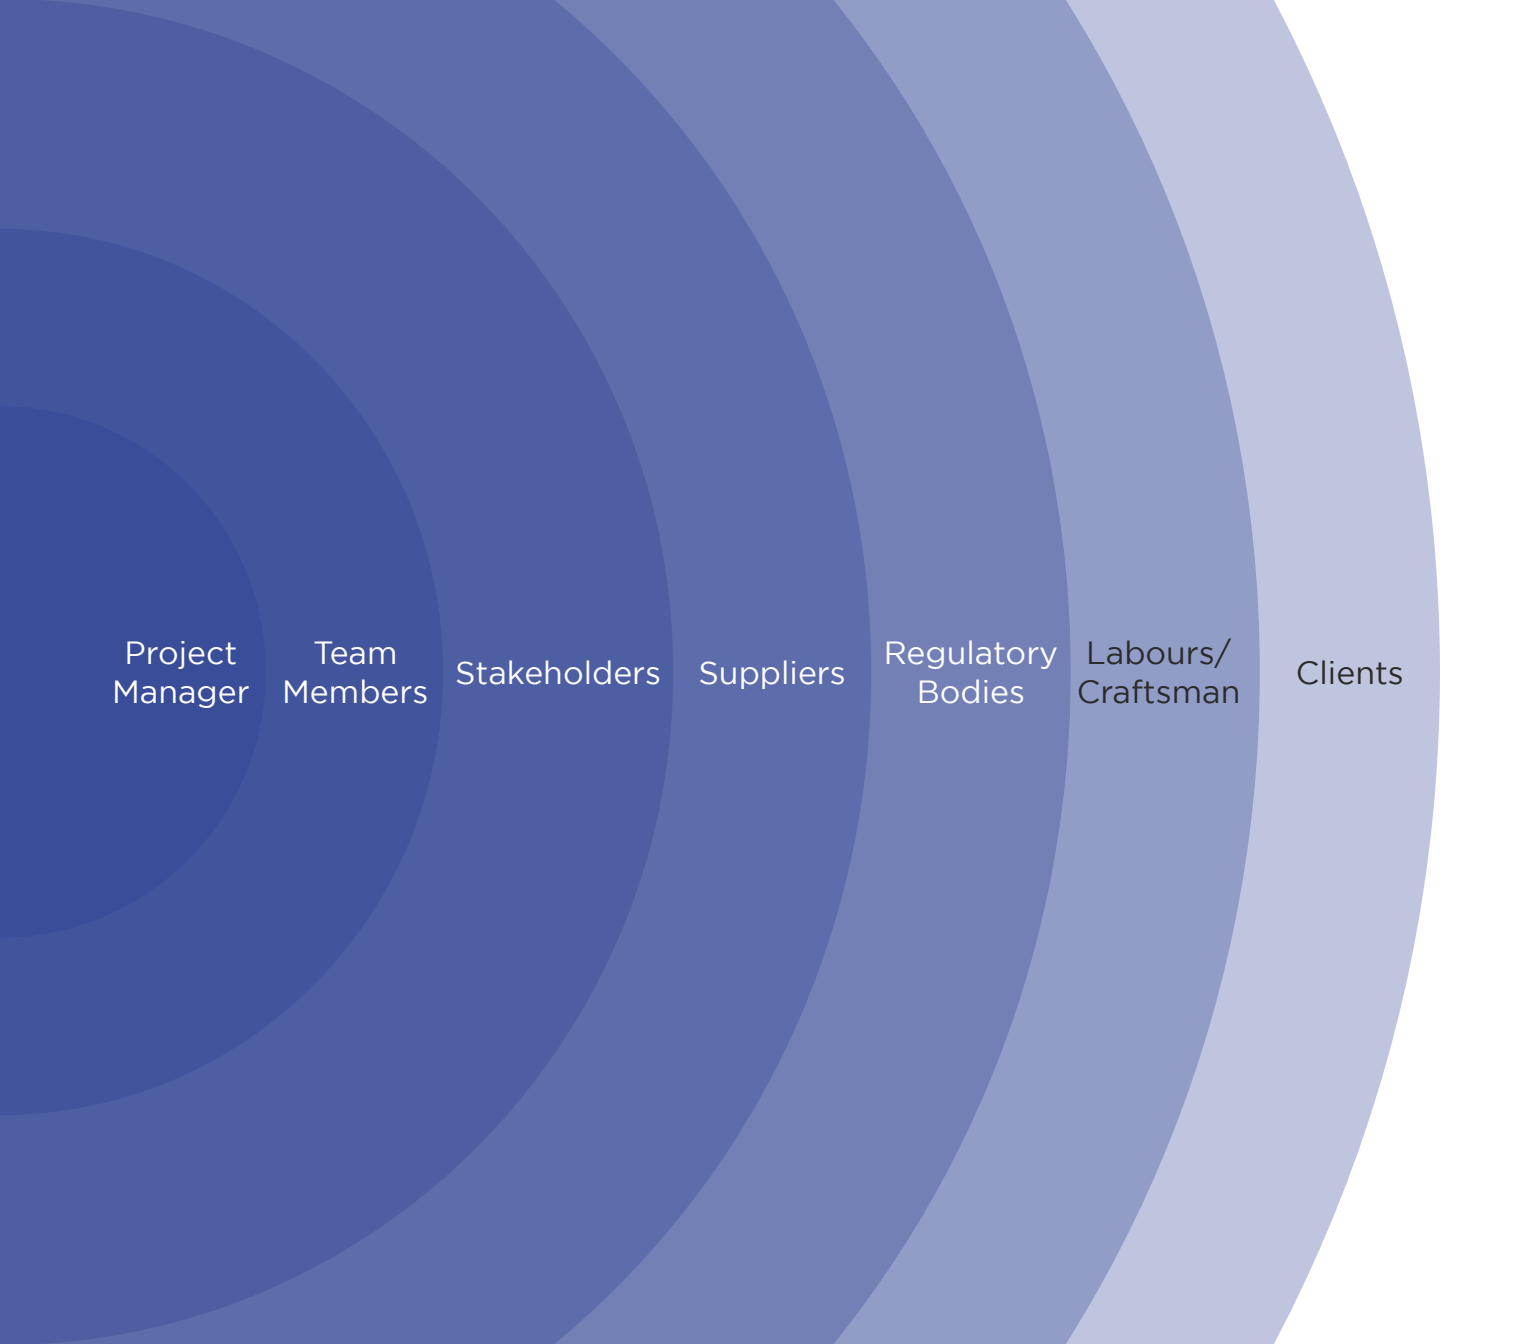 Project
Manager
Team
Members
Stakeholders
Suppliers
Regulatory
Bodies
Labours/
Craftsman
Clients